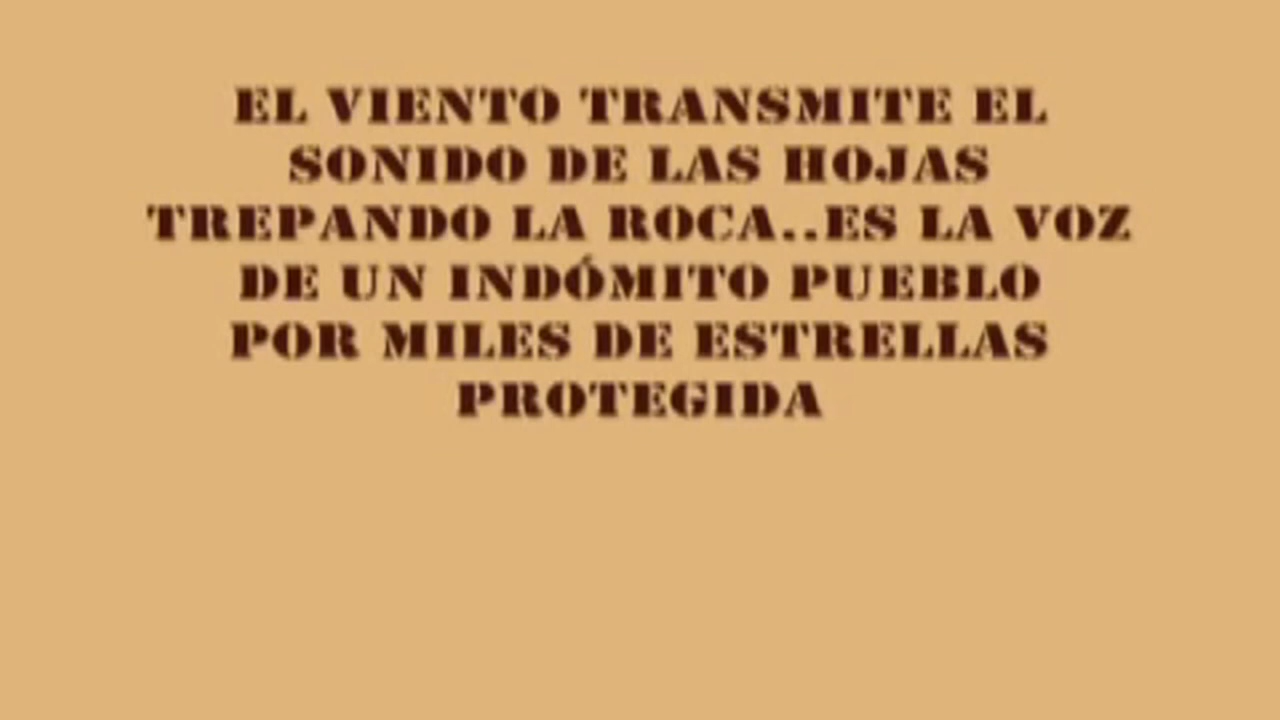 EL VIENTO TRANSMITE EL
SONIDO DE LAS HOJAS
TREPANDO LA ROCA..ES LA VOZ
DE UN INDÓMITO PUEBLO
POR MILES DE ESTRELLAS
PROTEGIDA